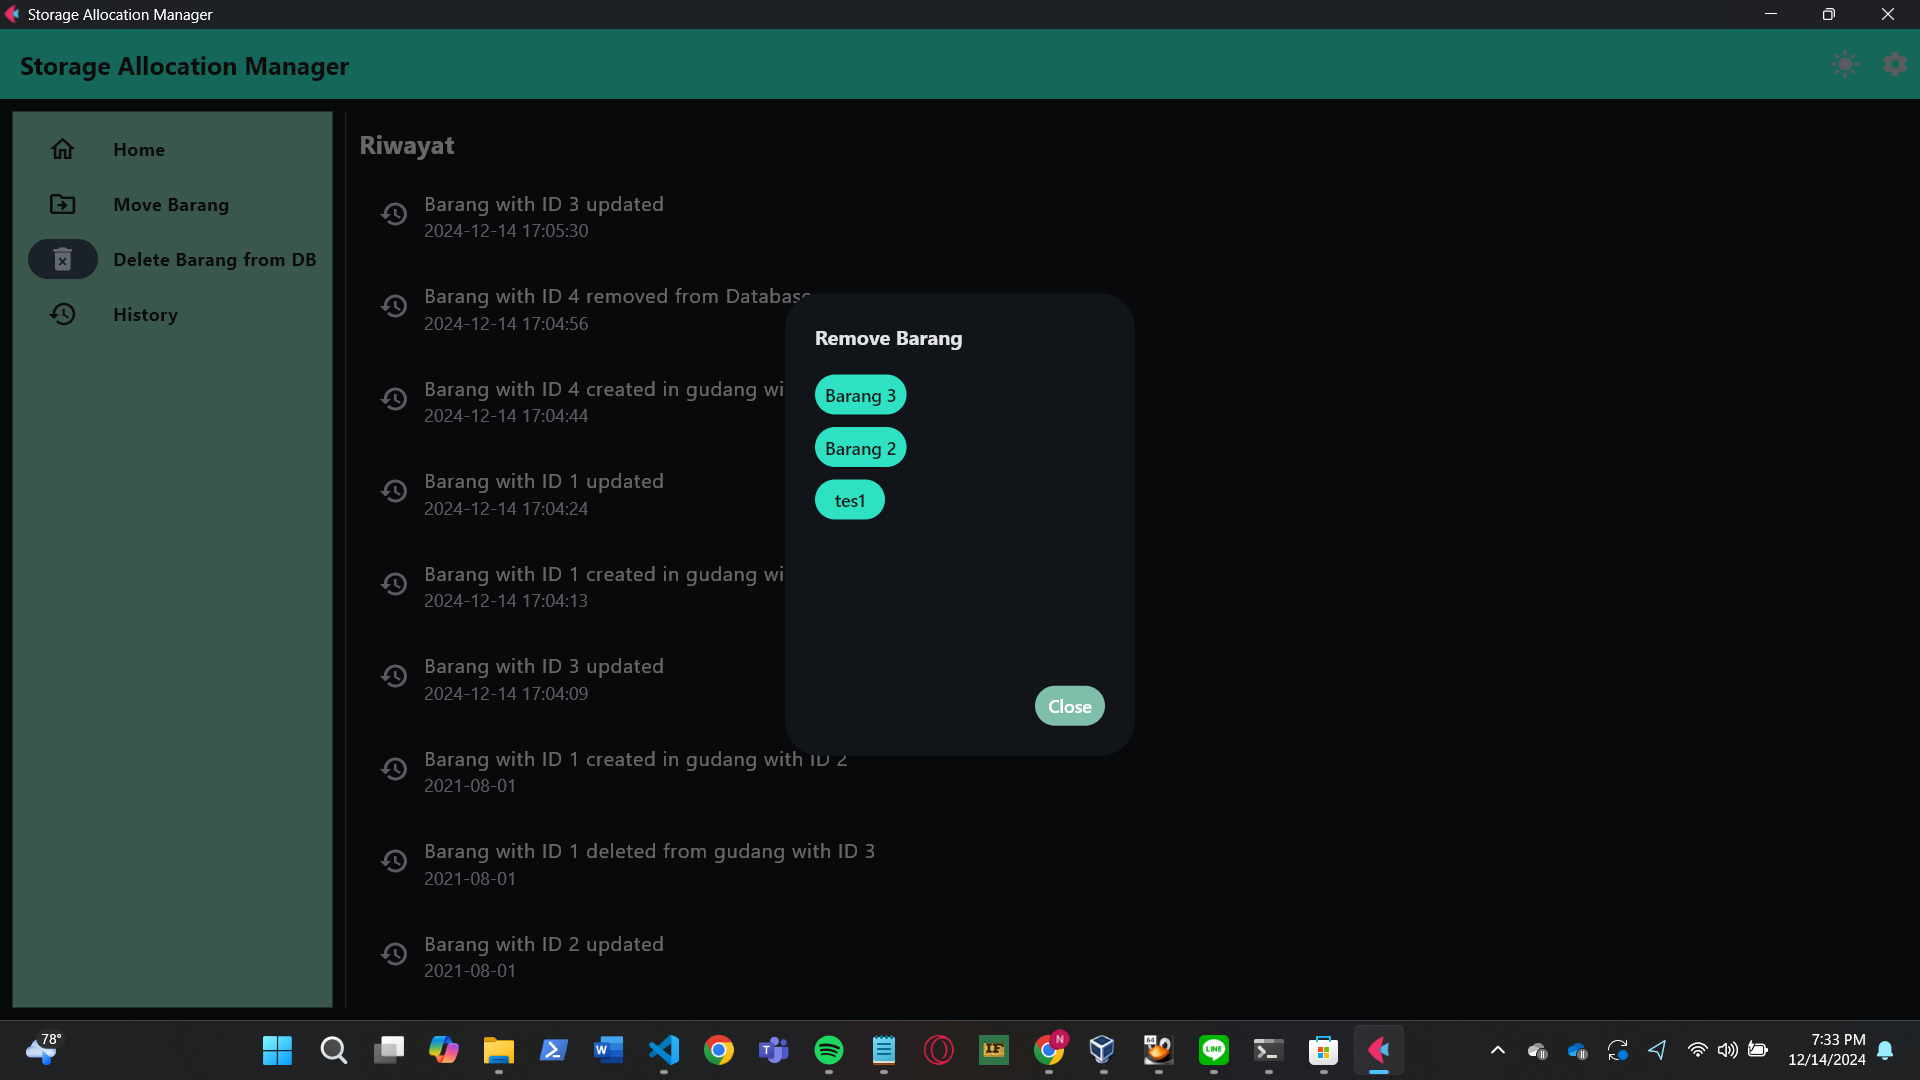 Storage Allocation Manager
Storage Allocation Manager
Home
Move Barang
Delete Barang from DB
History
Riwayat
Barang with ID 3 updated
2024-12-14 17:05:30
Barang with ID 4 removed from Database
2024-12-14 17:04:56
Barang with ID 4 created in gudang wi
2024-12-14 17:04:44
Barang with ID 1 updated
2024-12-14 17:04:24
Barang with ID 1 created in gudang wi
2024-12-14 17:04:13
Barang with ID 3 updated
2024-12-14 17:04:09
Barang with ID 1 created in gudang with ID 2
2021-08-01
Barang with ID 1 deleted from gudang with ID 3
2021-08-01
Barang with ID 2 updated
2021-08-01
Remove Barang
Barang 3
Barang 2
tes1
Close
78°
W
T
IF
N
64
LINE
7:33 PM
12/14/2024